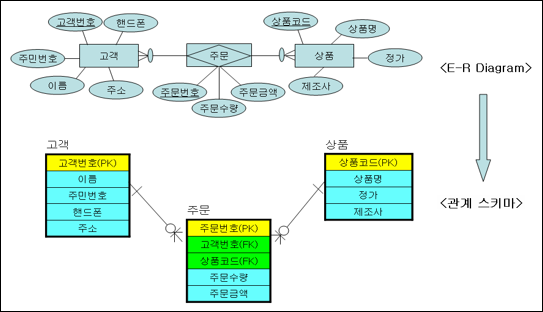 고객번호
핸드폰
주민번호
고객
이름
주소
주문
주문번호
주문금액
주문수량
상품코드
상품명
상품
정가
제조사
<E-R Diagram>
고객
고객번호(PK)
이름
주민번호
핸드폰
주소
상품
상품코드(PK)
상품명
정가
제조사
<관계 스키마>
주문
주문번호(PK)
고객번호(FK)
상품코드(FK)
주문수량
주문금액